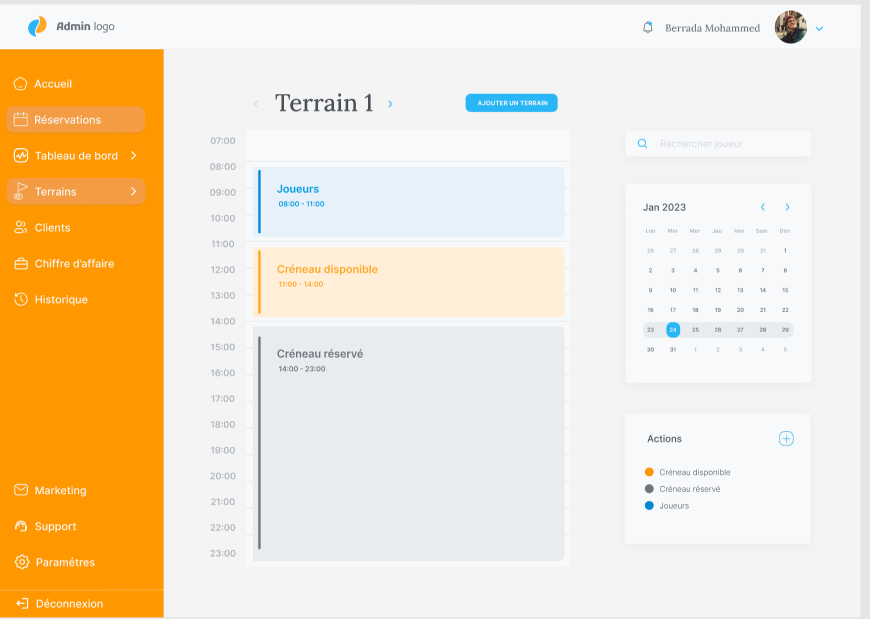 Admin logo
Berrada Mohammed
Accueil
Réservations
Tableau de bord
Terrains
Clients
Chiffre d'affaire
Historique
Marketing
Support
Paramétres
Déconnexion
Terrain 1
AJOUTER UN TERRAIN
07:00
08:00
09:00
10:00
11:00
12:00
13:00
14:00
15:00
16:00
17:00
18:00
19:00
20:00
21:00
22:00
23:00
Joueurs
08:00 - 11:00
Créneau disponible
11:00 - 14:00
Créneau réservé
14:00 - 23:00
Rechercher joueur
Jan 2023
Lun Mar Mer Jeu Ven Sam Dim
26 27 28 29 30 31 1
2 3 4 5 6 7 8
9 10 11 12 13 14 15
16 17 18 19 20 21 22
23 24 25 26 27 28 29
30 31 1 2 3 4 5
Actions
Créneau disponible
Créneau réservé
Joueurs